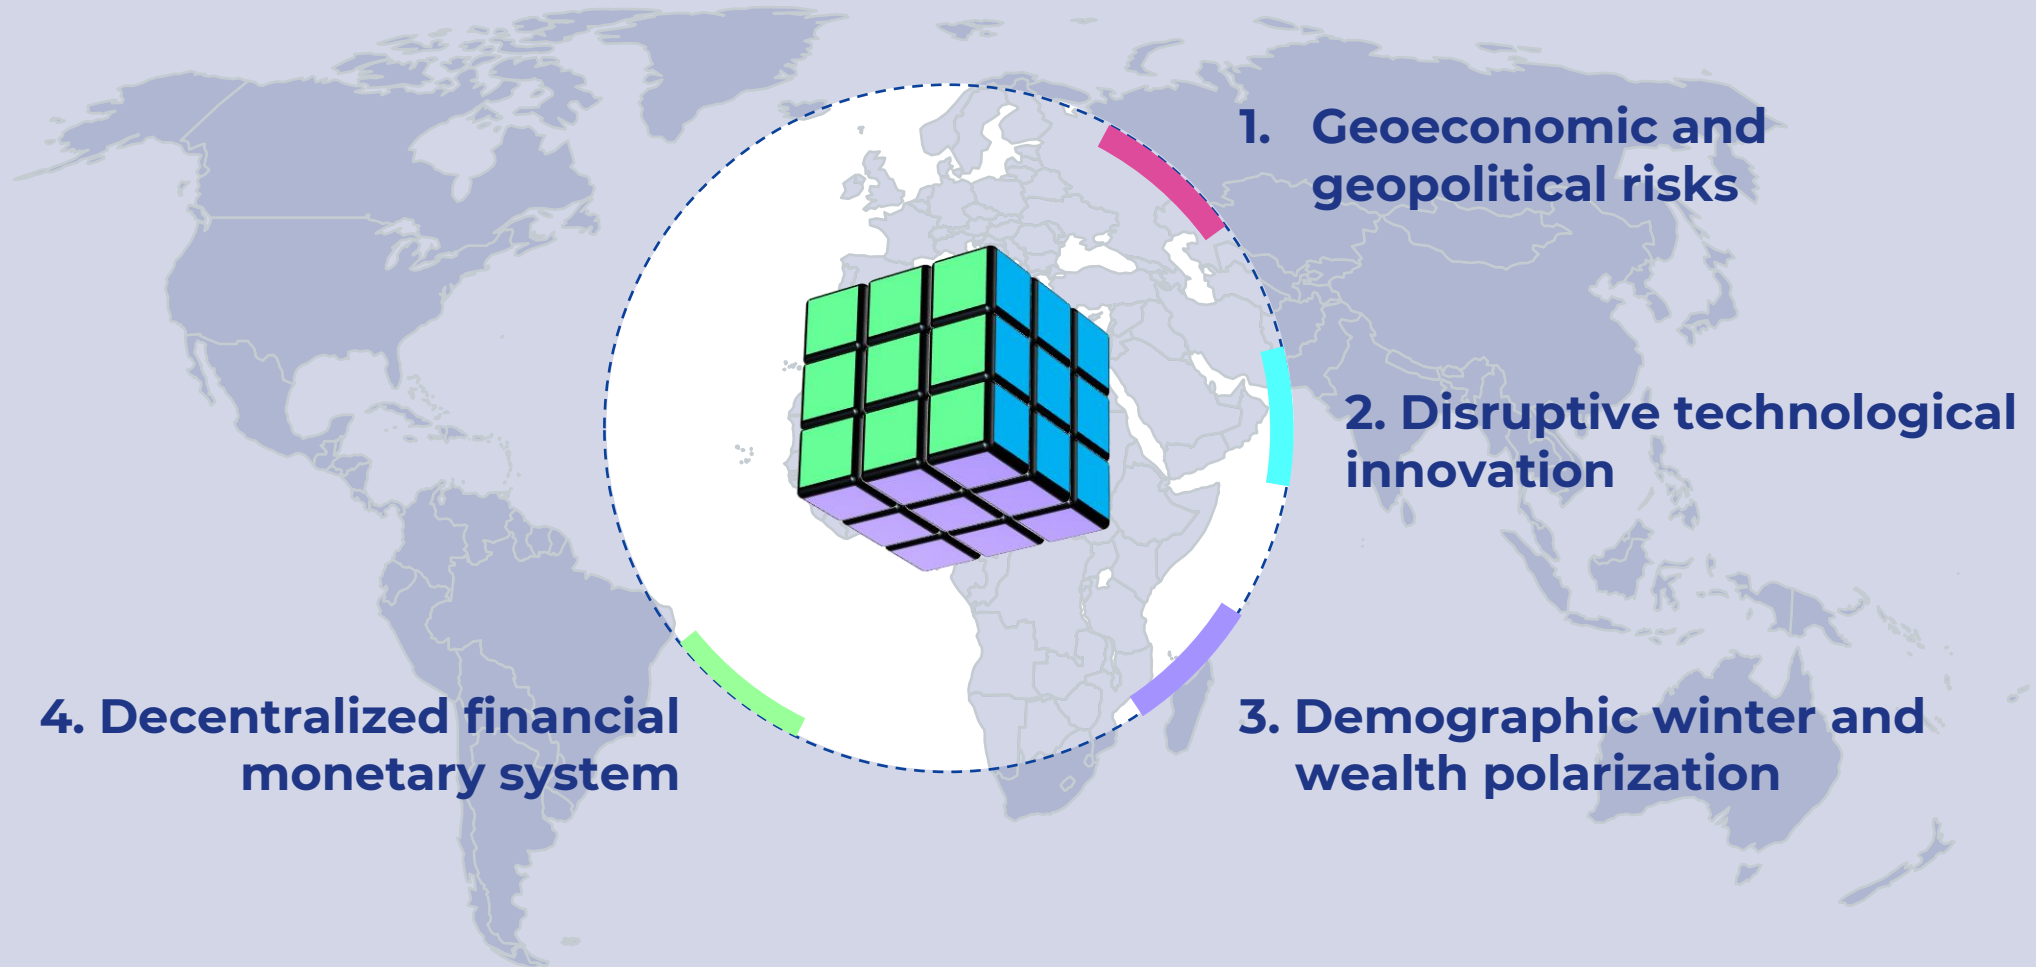 1. Geoeconomic and
geopolitical risks
2. Disruptive technological
innovation
3. Demographic winter and
wealth polarization
4. Decentralized financial
monetary system